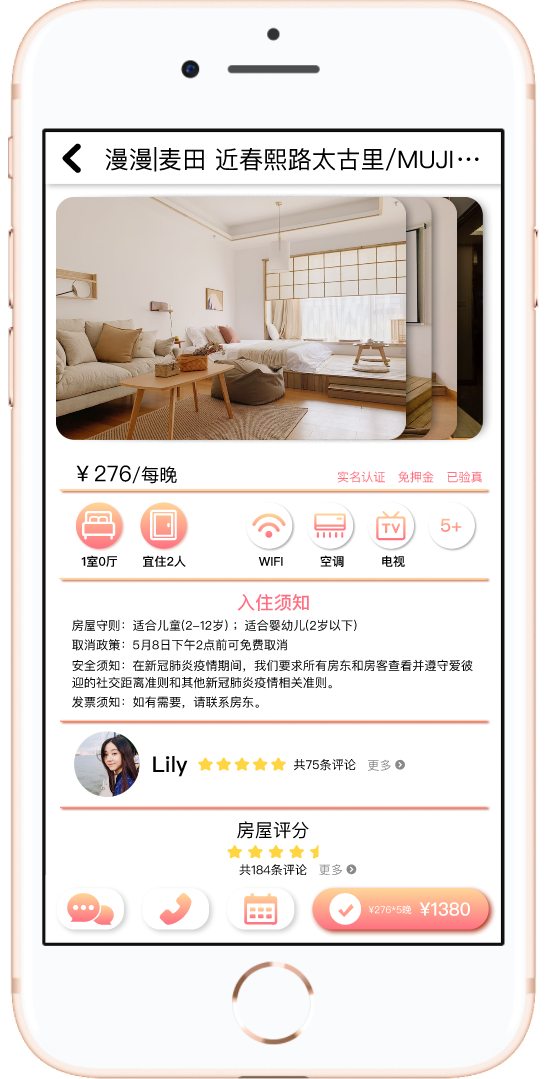 漫漫|麦田 近春熙路太古里/MUJI···
￥276/每晚
实名认证 免押金 已验真
5+
TV
1室0厅 宜住2人 WIFI 空调 电视
入住须知
房屋守则：适合儿童(2-12岁)；适合婴幼儿(2岁以下)
取消政策：5月8日下午2点前可免费取消
安全须知：在新冠肺炎疫情期间，我们要求所有房东和房客查看并遵守爱彼
迎的社交距离准则和其他新冠肺炎疫情相关准则。
发票须知：如有需要，请联系房东。
Lily 共75条评论 更多
房屋评分
共184条评论 更多
¥276*5晚 ¥1380